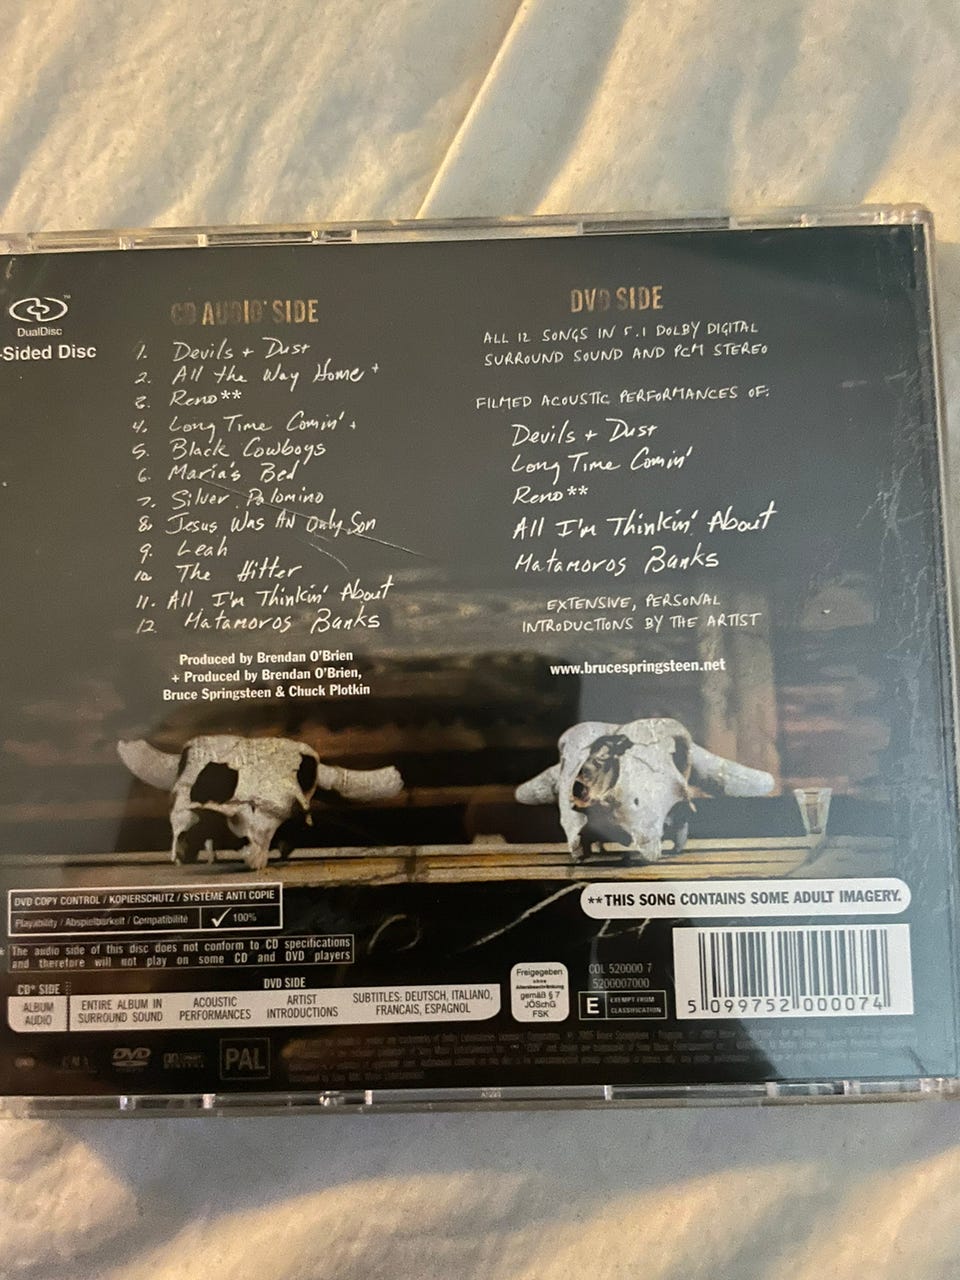 DualDisc
-Sided Disc
CD AUDIO* SIDE
1. Devils + Dust
2. All the Way Home +
3. Reno**
4. Long Time Comin' +
5. Black Cowboys
6. Maria's Bed
7. Silver Palomino
8. Jesus Was An Only Son
9. Leah
10. The Hitter
11. All I'm Thinkin' About
12. Matamoros Banks
Produced by Brendan O'Brien
+ Produced by Brendan O'Brien,
Bruce Springsteen & Chuck Plotkin
DVD SIDE
ALL 12 SONGS IN 5.1 DOLBY DIGITAL
SURROUND SOUND AND PCM STEREO
FILMED ACOUSTIC PERFORMANCES OF:
Devils + Dust
Long Time Comin'
Reno**
All I'm Thinkin' About
Matamoros Banks
EXTENSIVE, PERSONAL
INTRODUCTIONS BY THE ARTIST
www.brucespringsteen.net
DVD COPY CONTROL / KOPIERSCHUTZ / SYSTÈME ANTI COPIE
Playability / Abspielbarkeit / Compatibilité ✓ 100%
* The audio side of this disc does not conform to CD specifications
and therefore will not play on some CD and DVD players
**THIS SONG CONTAINS SOME ADULT IMAGERY.
CD* SIDE
DVD SIDE
ALBUM
AUDIO
ENTIRE ALBUM IN
SURROUND SOUND
ACOUSTIC
PERFORMANCES
ARTIST
INTRODUCTIONS
SUBTITLES: DEUTSCH, ITALIANO,
FRANCAIS, ESPAGNOL
Freigegeben
ohne
Altersbeschränkung
gemäß § 7
JÖSchG
FSK
COL 520000 7
5200007000
E EXEMPT FROM
CLASSIFICATION
5 099752 000074
DVD
PAL